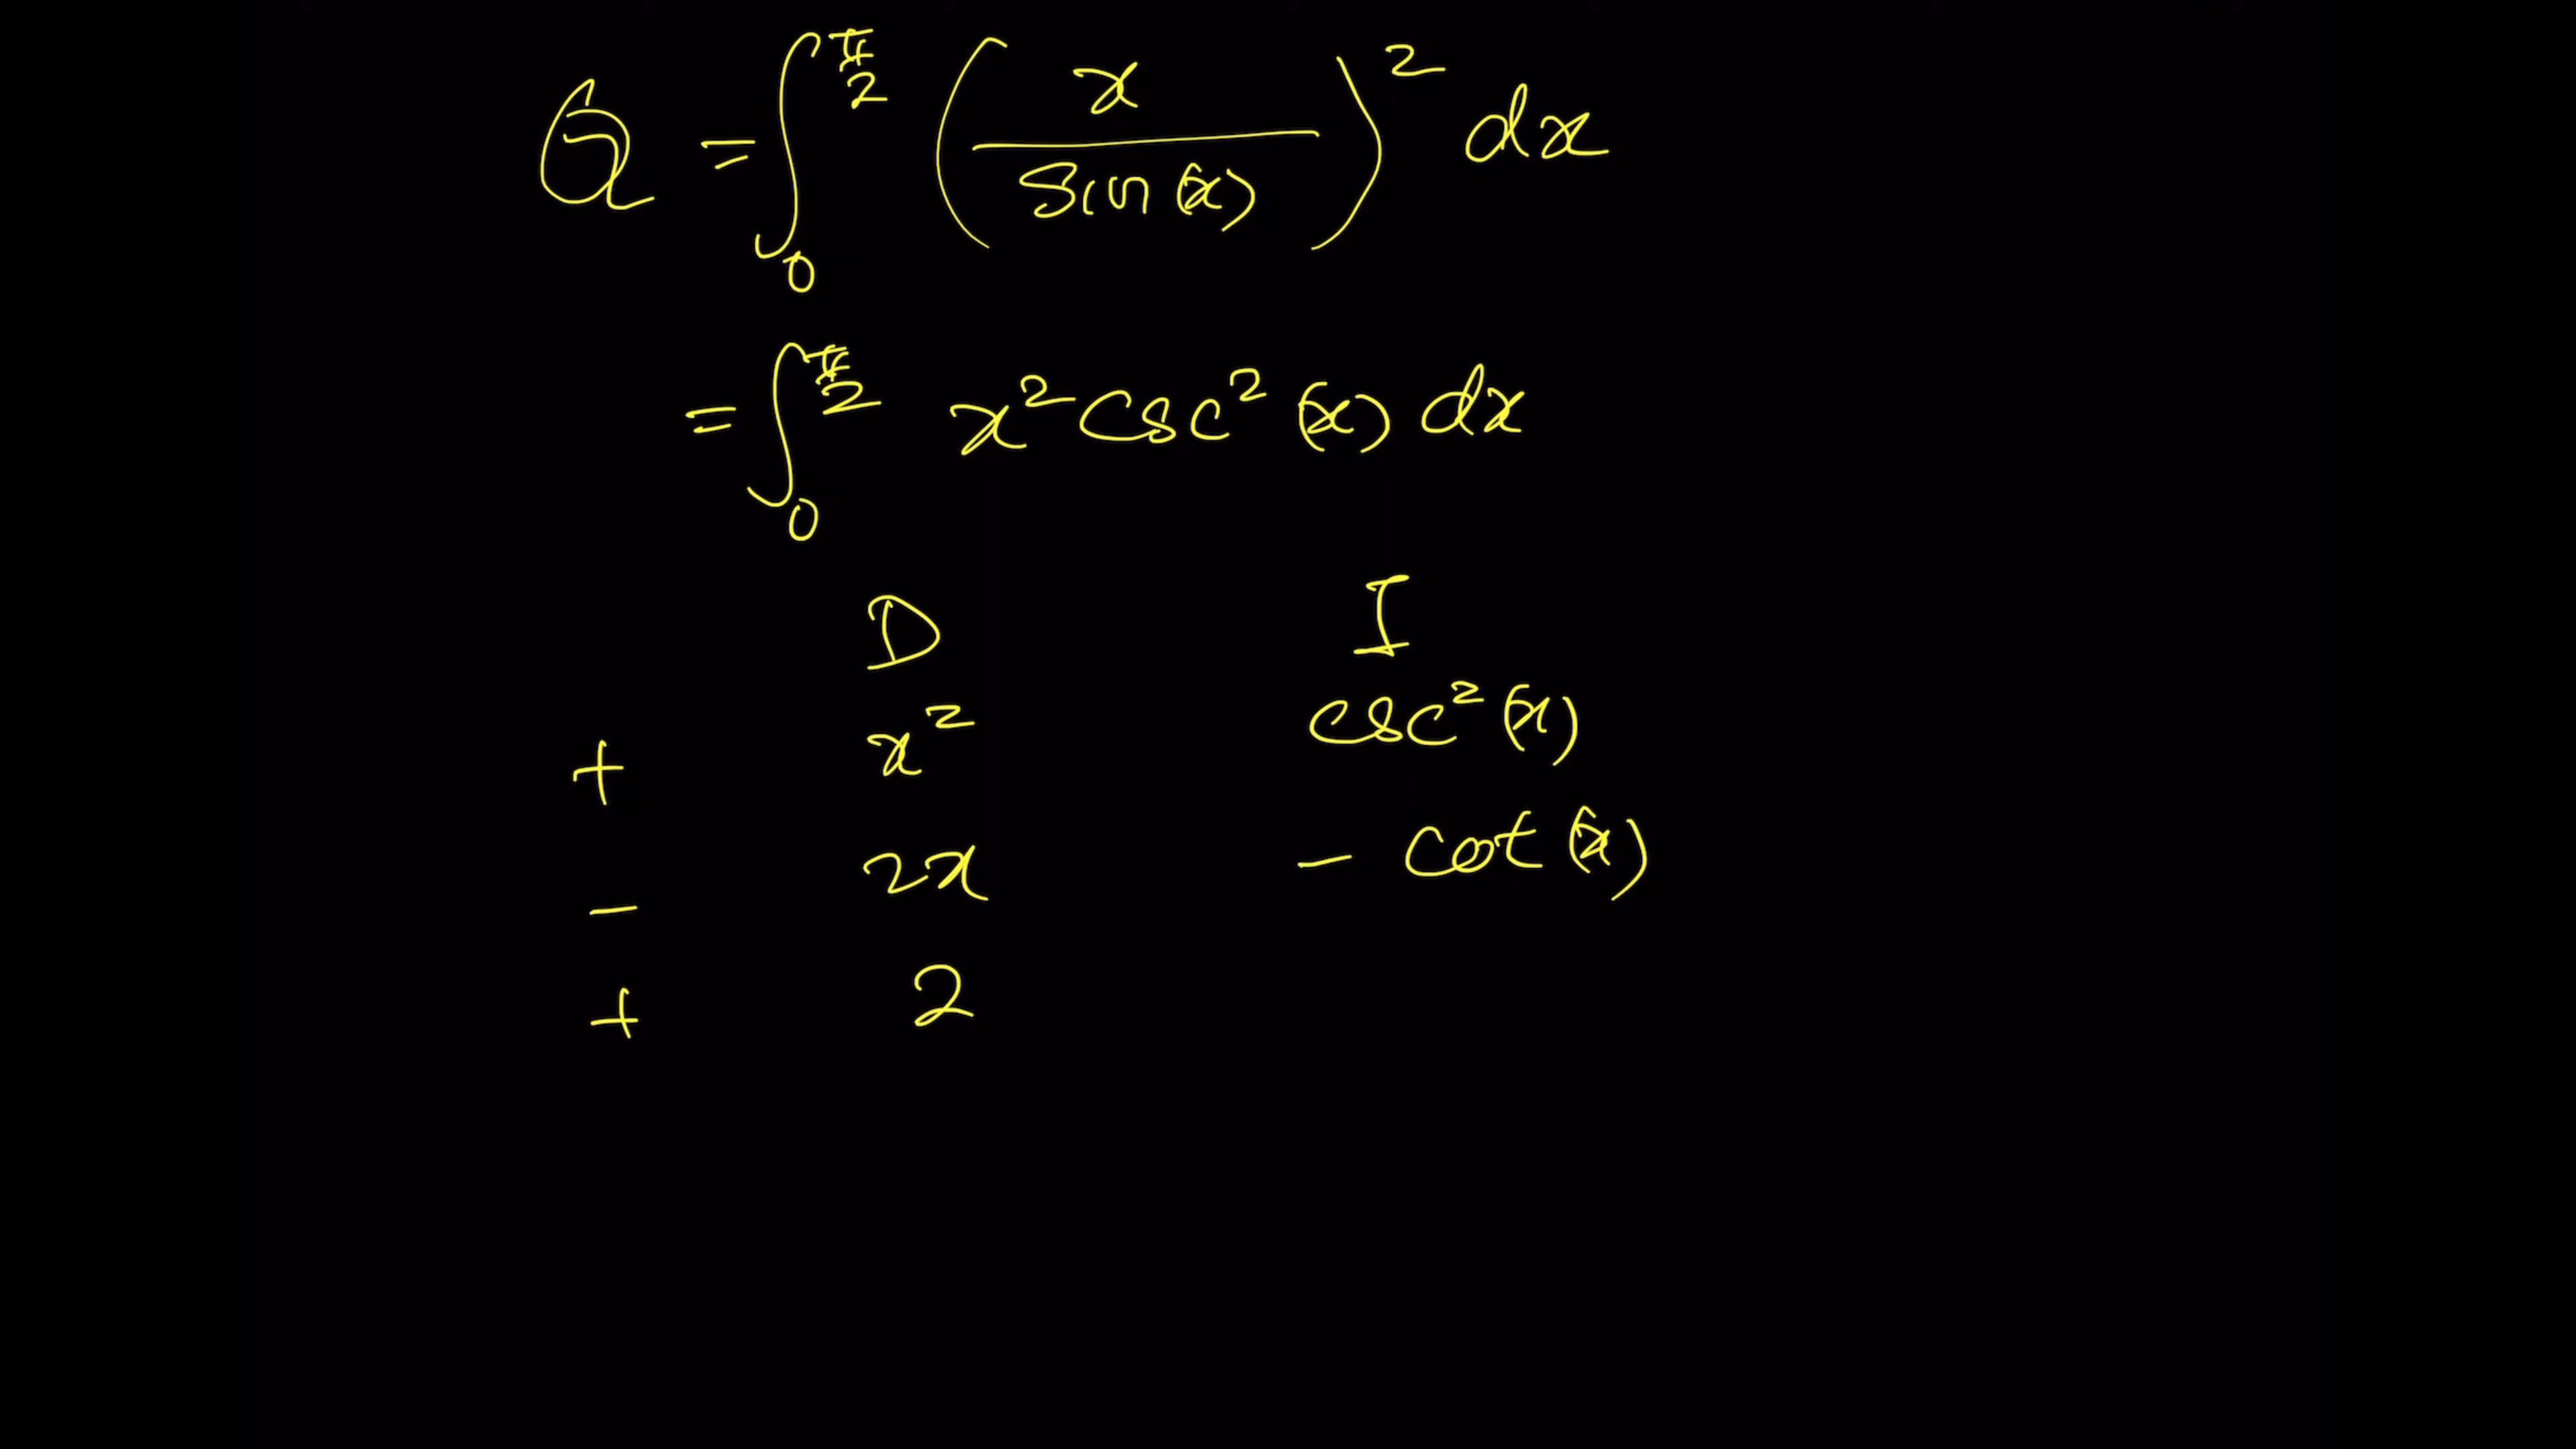 Q = ∫₀^(π/2) (x / sin(x))² dx
= ∫₀^(π/2) x² csc² (x) dx
D I
+ x² csc² (x)
− 2x − cot (x)
+ 2